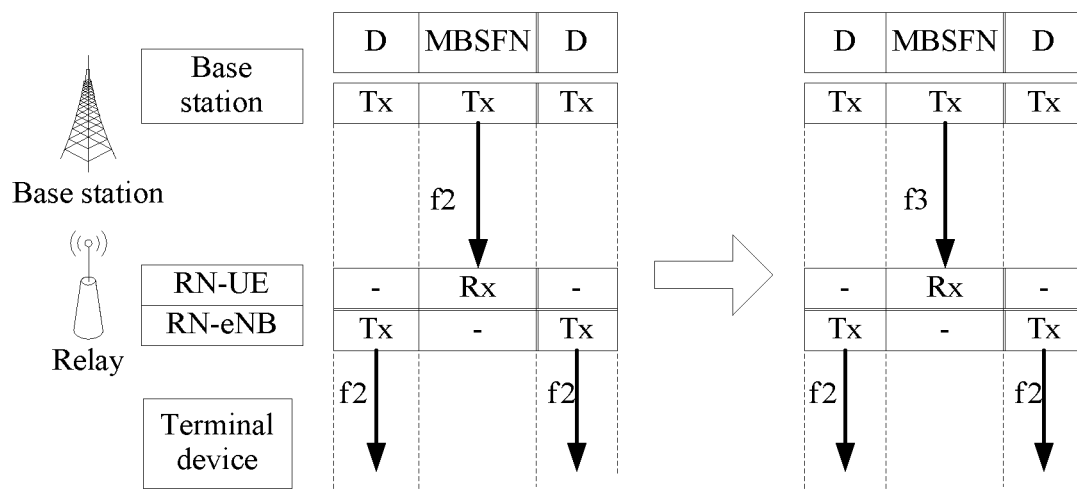 D MBSFN D D MBSFN D
Base
station
Tx Tx Tx Tx Tx Tx
Base station
f2 f3
RN-UE - Rx - - Rx -
RN-eNB Tx - Tx Tx - Tx
Relay
f2 f2 f2 f2
Terminal
device